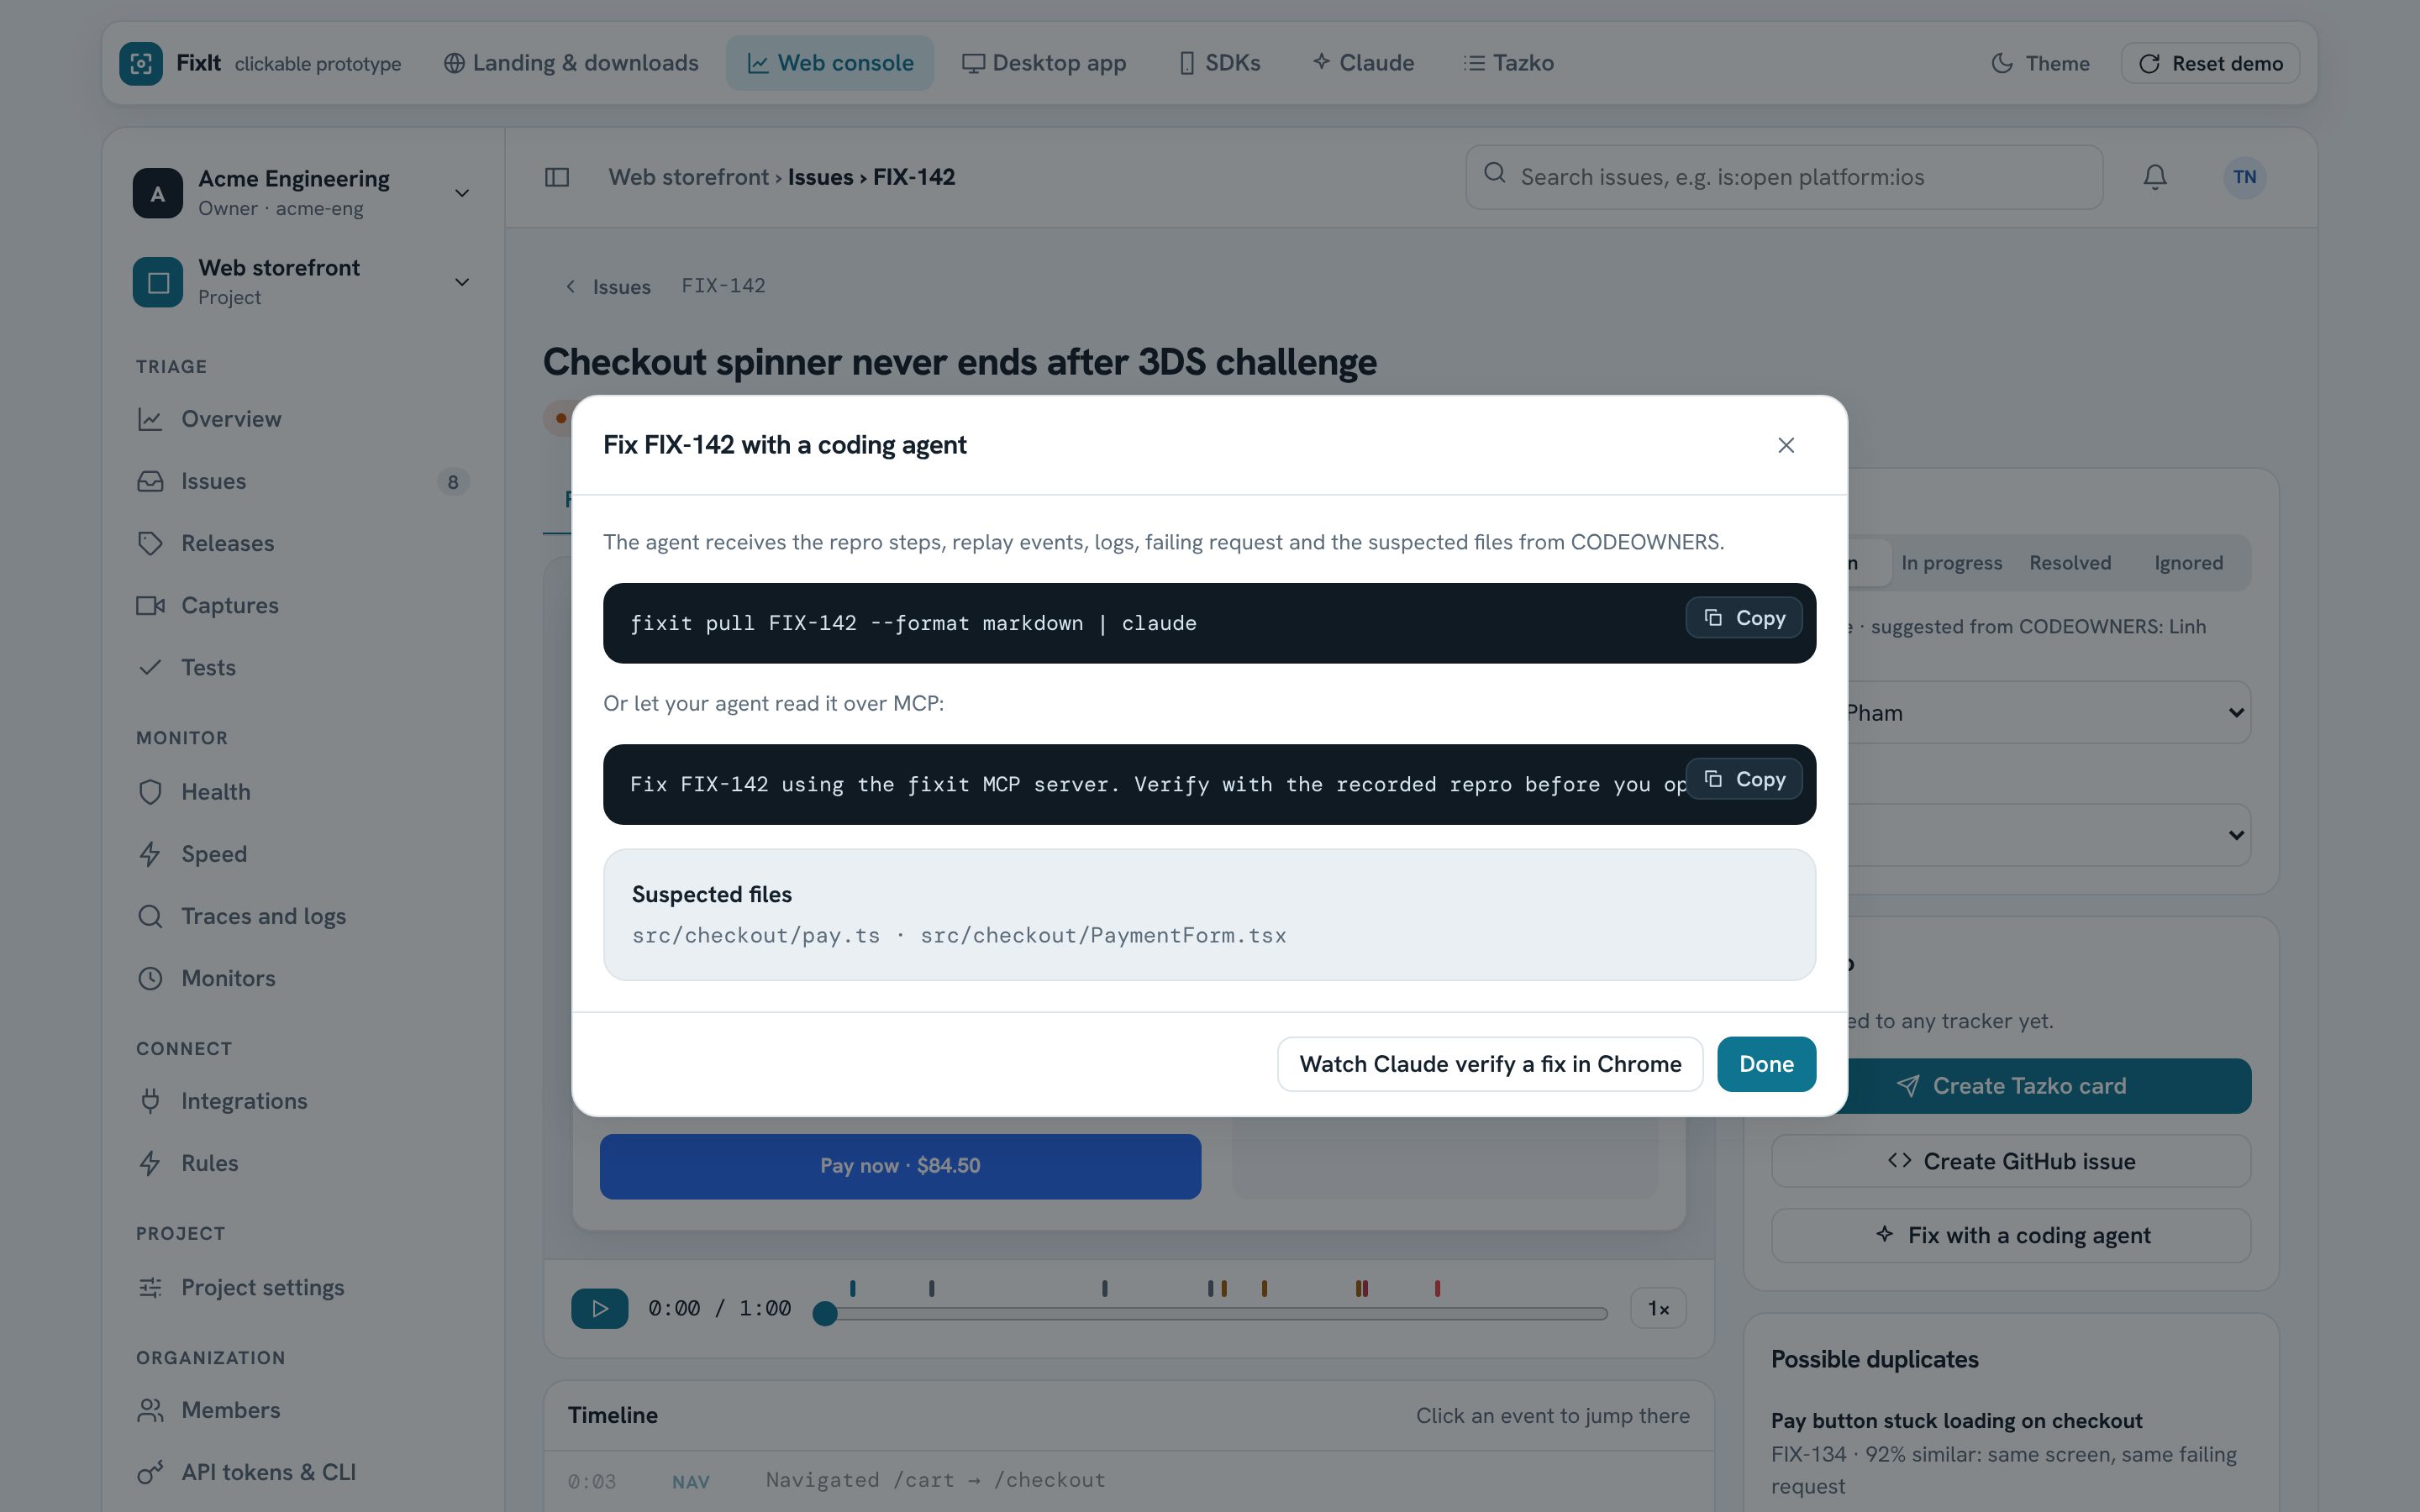 FixIt clickable prototype Landing & downloads Web console Desktop app SDKs Claude Tazko Theme Reset demo
A Acme Engineering
Owner · acme-eng
Web storefront
Project
TRIAGE
Overview
Issues 8
Releases
Captures
Tests
MONITOR
Health
Speed
Traces and logs
Monitors
CONNECT
Integrations
Rules
PROJECT
Project settings
ORGANIZATION
Members
API tokens & CLI
Web storefront › Issues › FIX-142
Search issues, e.g. is:open platform:ios
TN
Issues FIX-142
Checkout spinner never ends after 3DS challenge
Fix FIX-142 with a coding agent
The agent receives the repro steps, replay events, logs, failing request and the suspected files from CODEOWNERS.
fixit pull FIX-142 --format markdown | claude
Copy
Or let your agent read it over MCP:
Fix FIX-142 using the fixit MCP server. Verify with the recorded repro before you op
Copy
Suspected files
src/checkout/pay.ts · src/checkout/PaymentForm.tsx
Watch Claude verify a fix in Chrome Done
In progress Resolved Ignored
· suggested from CODEOWNERS: Linh
Pham
to any tracker yet.
Create Tazko card
Create GitHub issue
Fix with a coding agent
Pay now · $84.50
0:00 / 1:00 1×
Timeline Click an event to jump there
0:03 NAV Navigated /cart → /checkout
Possible duplicates
Pay button stuck loading on checkout
FIX-134 · 92% similar: same screen, same failing
request